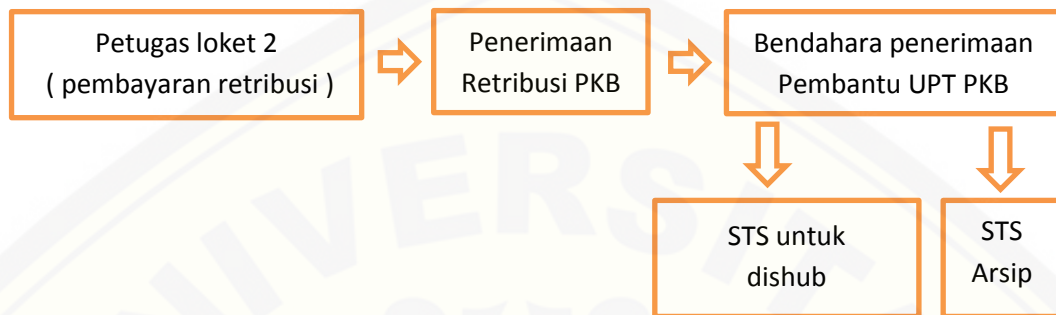 Petugas loket 2
( pembayaran retribusi )
Penerimaan
Retribusi PKB
Bendahara penerimaan
Pembantu UPT PKB
STS untuk
dishub
STS
Arsip